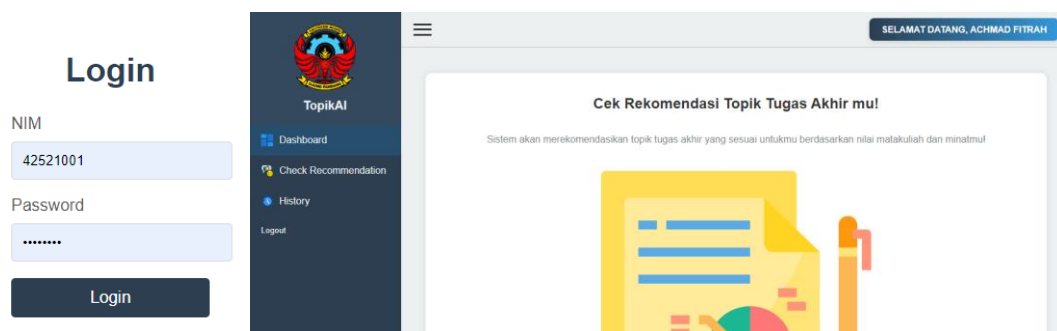 Login
NIM
42521001
Password
••••••••
Login
TopikAI
Dashboard
Check Recommendation
History
Logout
SELAMAT DATANG, ACHMAD FITRAH
Cek Rekomendasi Topik Tugas Akhir mu!
Sistem akan merekomendasikan topik tugas akhir yang sesuai untukmu berdasarkan nilai matakuliah dan minatmu!